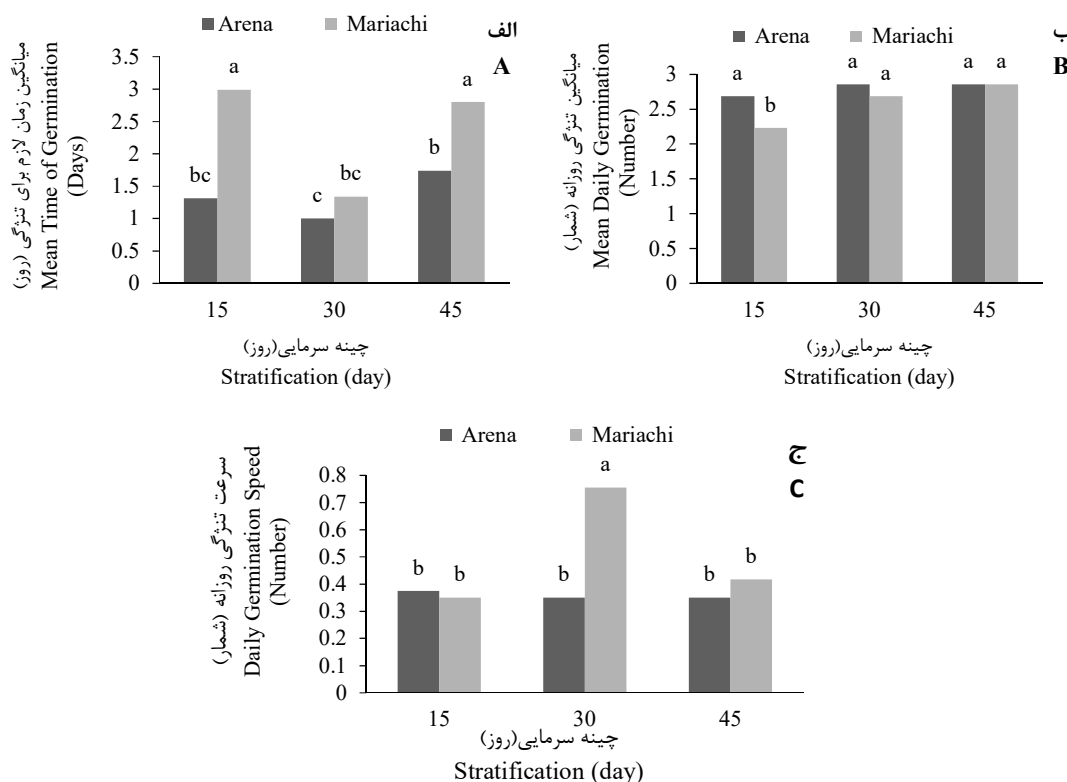 Arena Mariachi
الف
A
میانگین زمان لازم برای تنژگی (روز)
Mean Time of Germination
(Days)
3.5
3
2.5
2
1.5
1
0.5
0
bc a c bc b a
15 30 45
چینه سرمایی(روز)
Stratification (day)
Arena Mariachi
ب
B
میانگین تنژگی روزانه (شمار)
Mean Daily Germination
(Number)
3
2.5
2
1.5
1
0.5
0
a b a a a a
15 30 45
چینه سرمایی(روز)
Stratification (day)
Arena Mariachi
ج
C
سرعت تنژگی روزانه (شمار)
Daily Germination Speed
(Number)
0.8
0.7
0.6
0.5
0.4
0.3
0.2
0.1
0
b b b a b b
15 30 45
چینه سرمایی(روز)
Stratification (day)